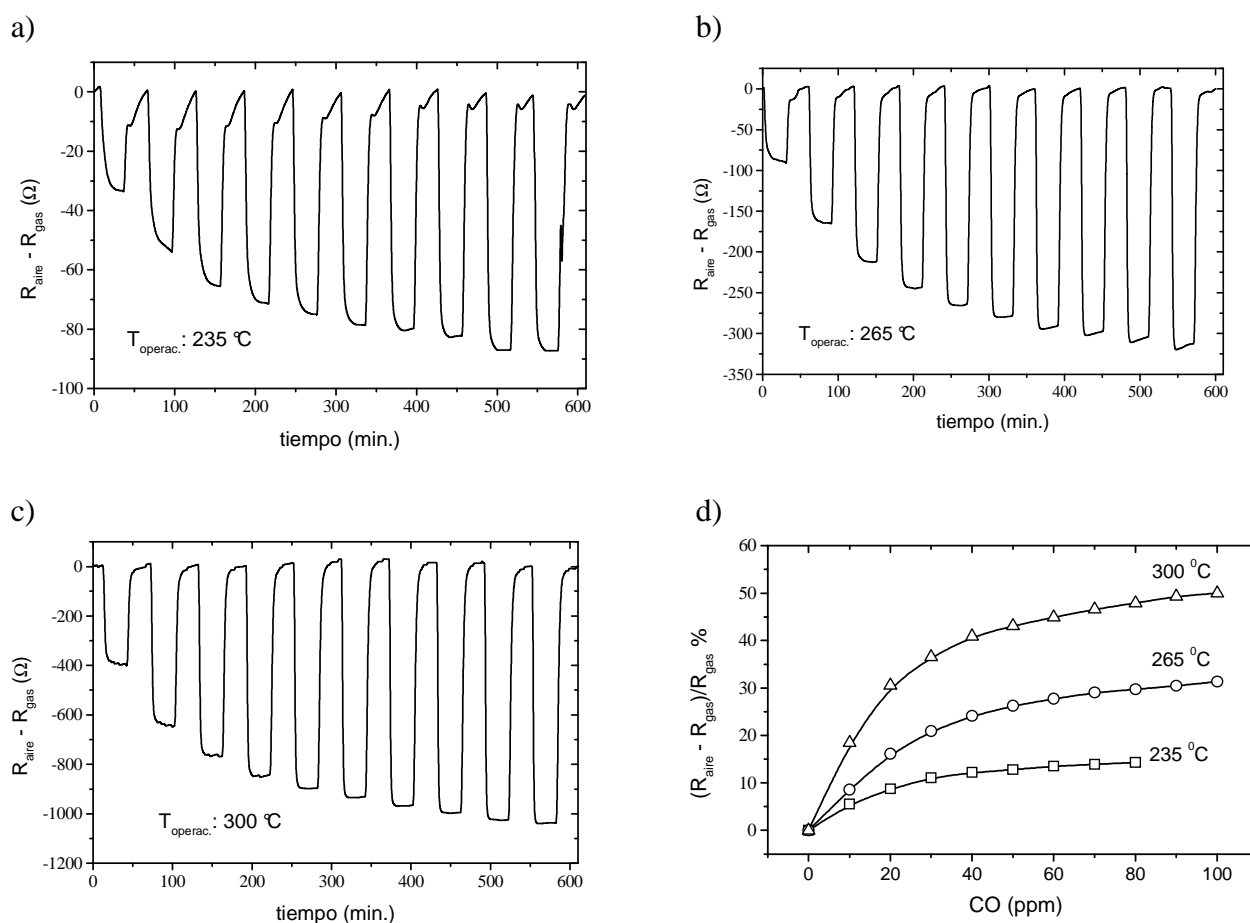 a)
0
-20
-40
-60
-80
-100
R_aire - R_gas (Ω)
T_operac.: 235 ºC
0 100 200 300 400 500 600
tiempo (min.)
b)
0
-50
-100
-150
-200
-250
-300
-350
R_aire - R_gas (Ω)
T_operac.: 265 ºC
0 100 200 300 400 500 600
tiempo (min.)
c)
0
-200
-400
-600
-800
-1000
-1200
R_aire - R_gas (Ω)
T_operac.: 300 ºC
0 100 200 300 400 500 600
tiempo (min.)
d)
60
50
40
30
20
10
0
(R_aire - R_gas)/R_gas %
300 ⁰C
265 ⁰C
235 ⁰C
0 20 40 60 80 100
CO (ppm)